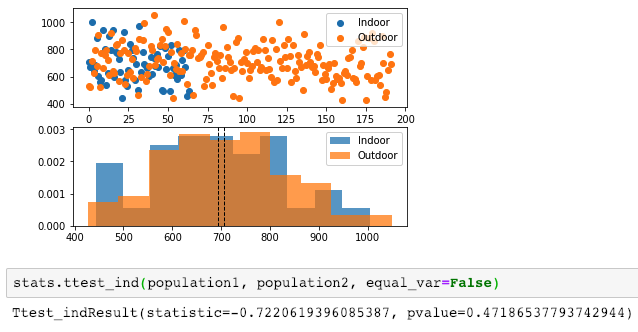 1000
800
600
400
Indoor
Outdoor
0 25 50 75 100 125 150 175 200
0.003
0.002
0.001
0.000
Indoor
Outdoor
400 500 600 700 800 900 1000
stats.ttest_ind(population1, population2, equal_var=False)
Ttest_indResult(statistic=-0.7220619396085387, pvalue=0.47186537793742944)